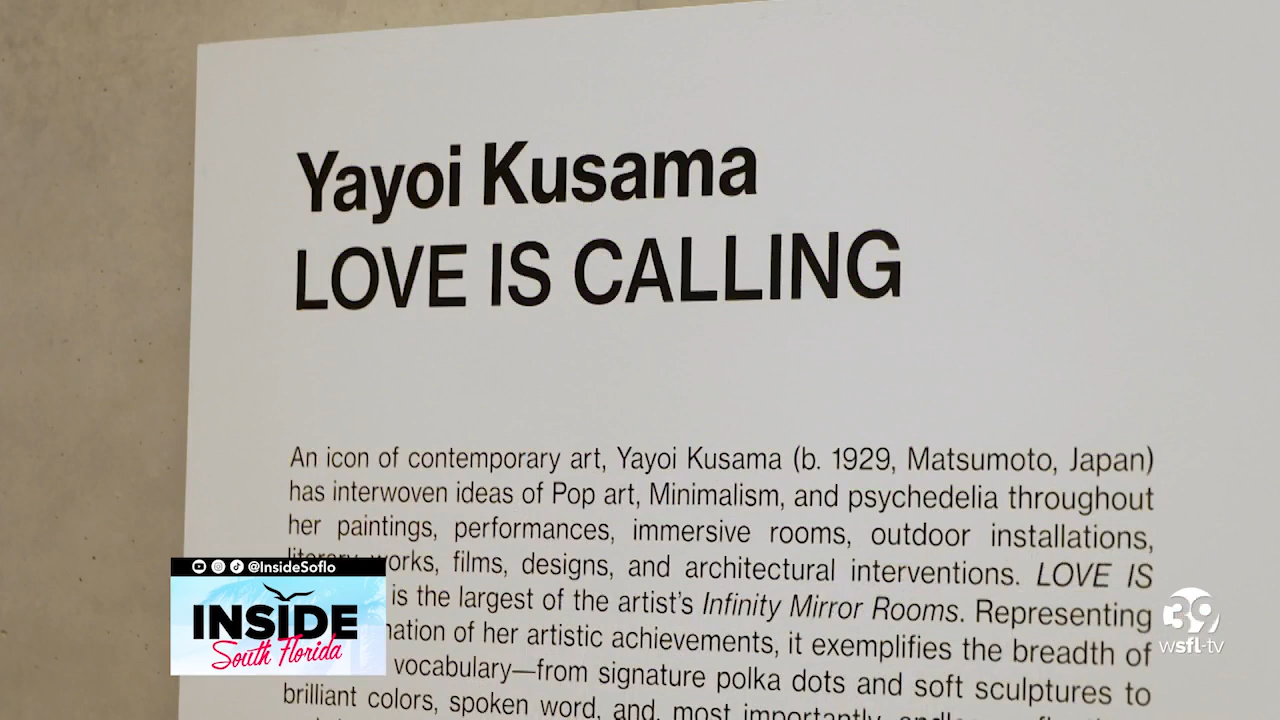 Yayoi Kusama
LOVE IS CALLING
An icon of contemporary art, Yayoi Kusama (b. 1929, Matsumoto, Japan)
has interwoven ideas of Pop art, Minimalism, and psychedelia throughout
her paintings, performances, immersive rooms, outdoor installations,
literary works, films, designs, and architectural interventions. LOVE IS
is the largest of the artist's Infinity Mirror Rooms. Representing
of her artistic achievements, it exemplifies the breadth of
vocabulary—from signature polka dots and soft sculptures to
brilliant colors, spoken word, and, most importantly,
@InsideSoflo
INSIDE
South Florida
39
wsfl-tv